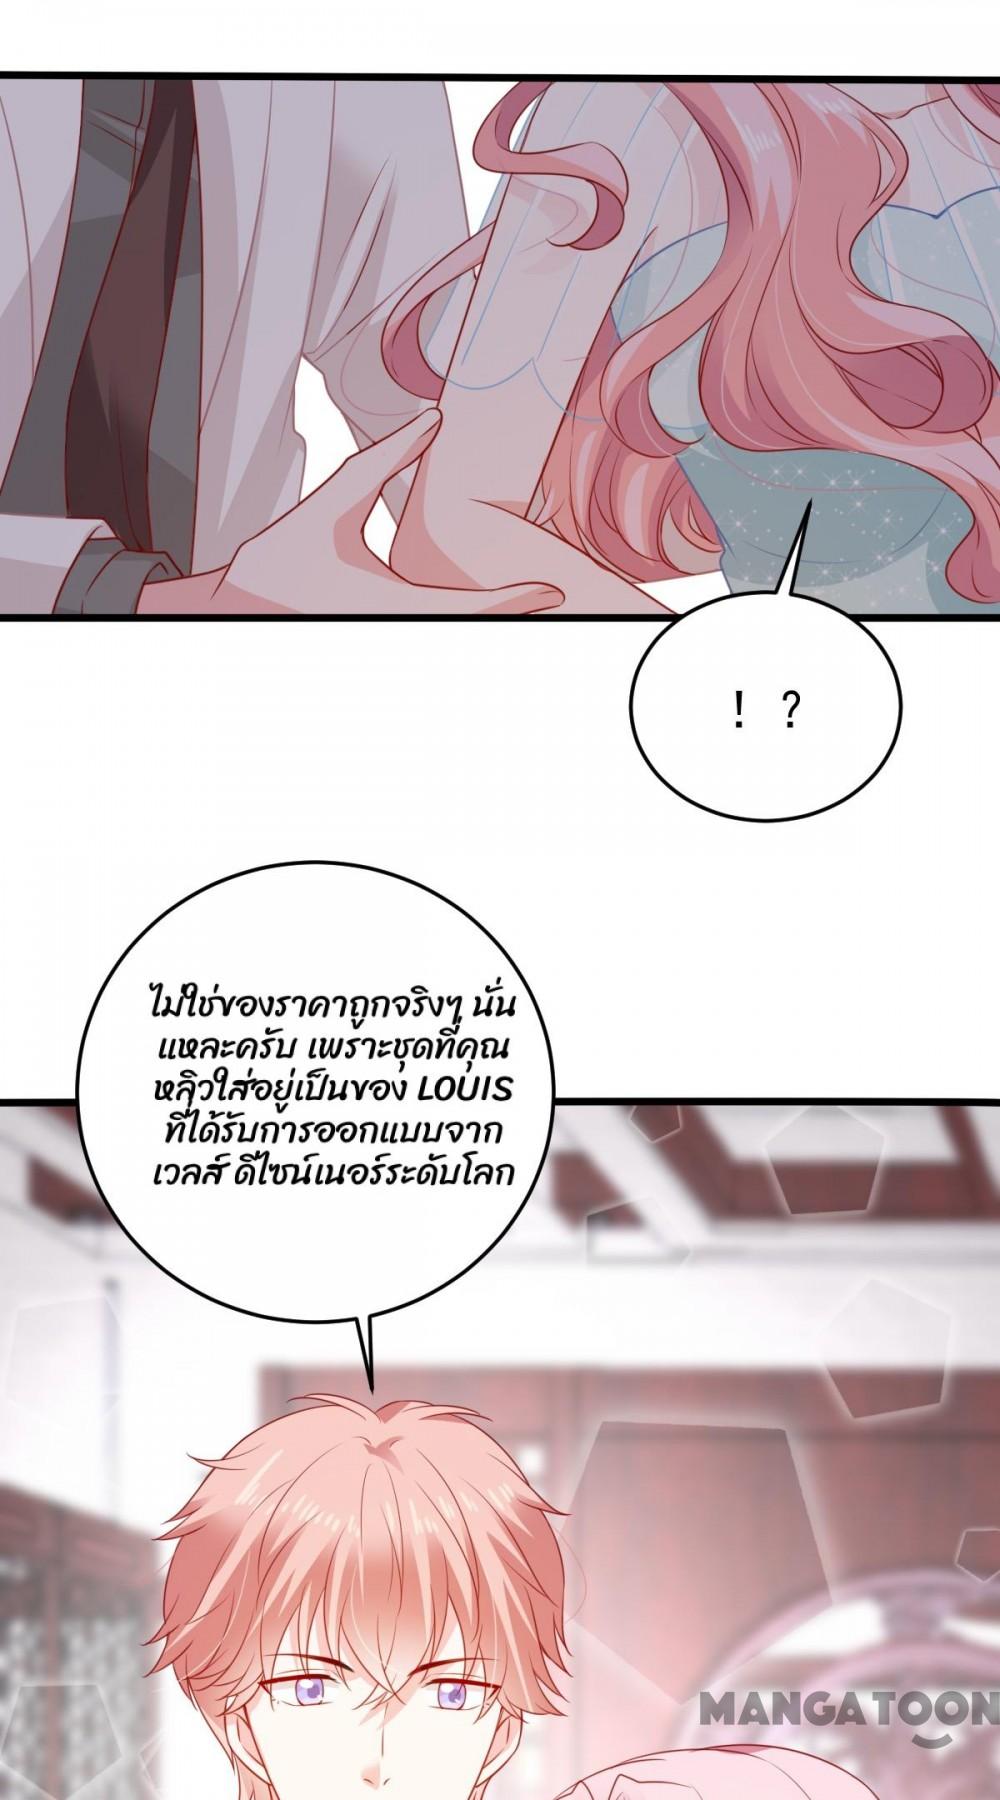 ! ?
ไม่ใช่ของราคาถูกจริงๆ นั่น
แหละครับ เพราะชุดที่คุณ
หลิวใส่อยู่เป็นของ LOUIS
ที่ได้รับการออกแบบจาก
เวลส์ ดีไซน์เนอร์ระดับโลก
MANGATOON